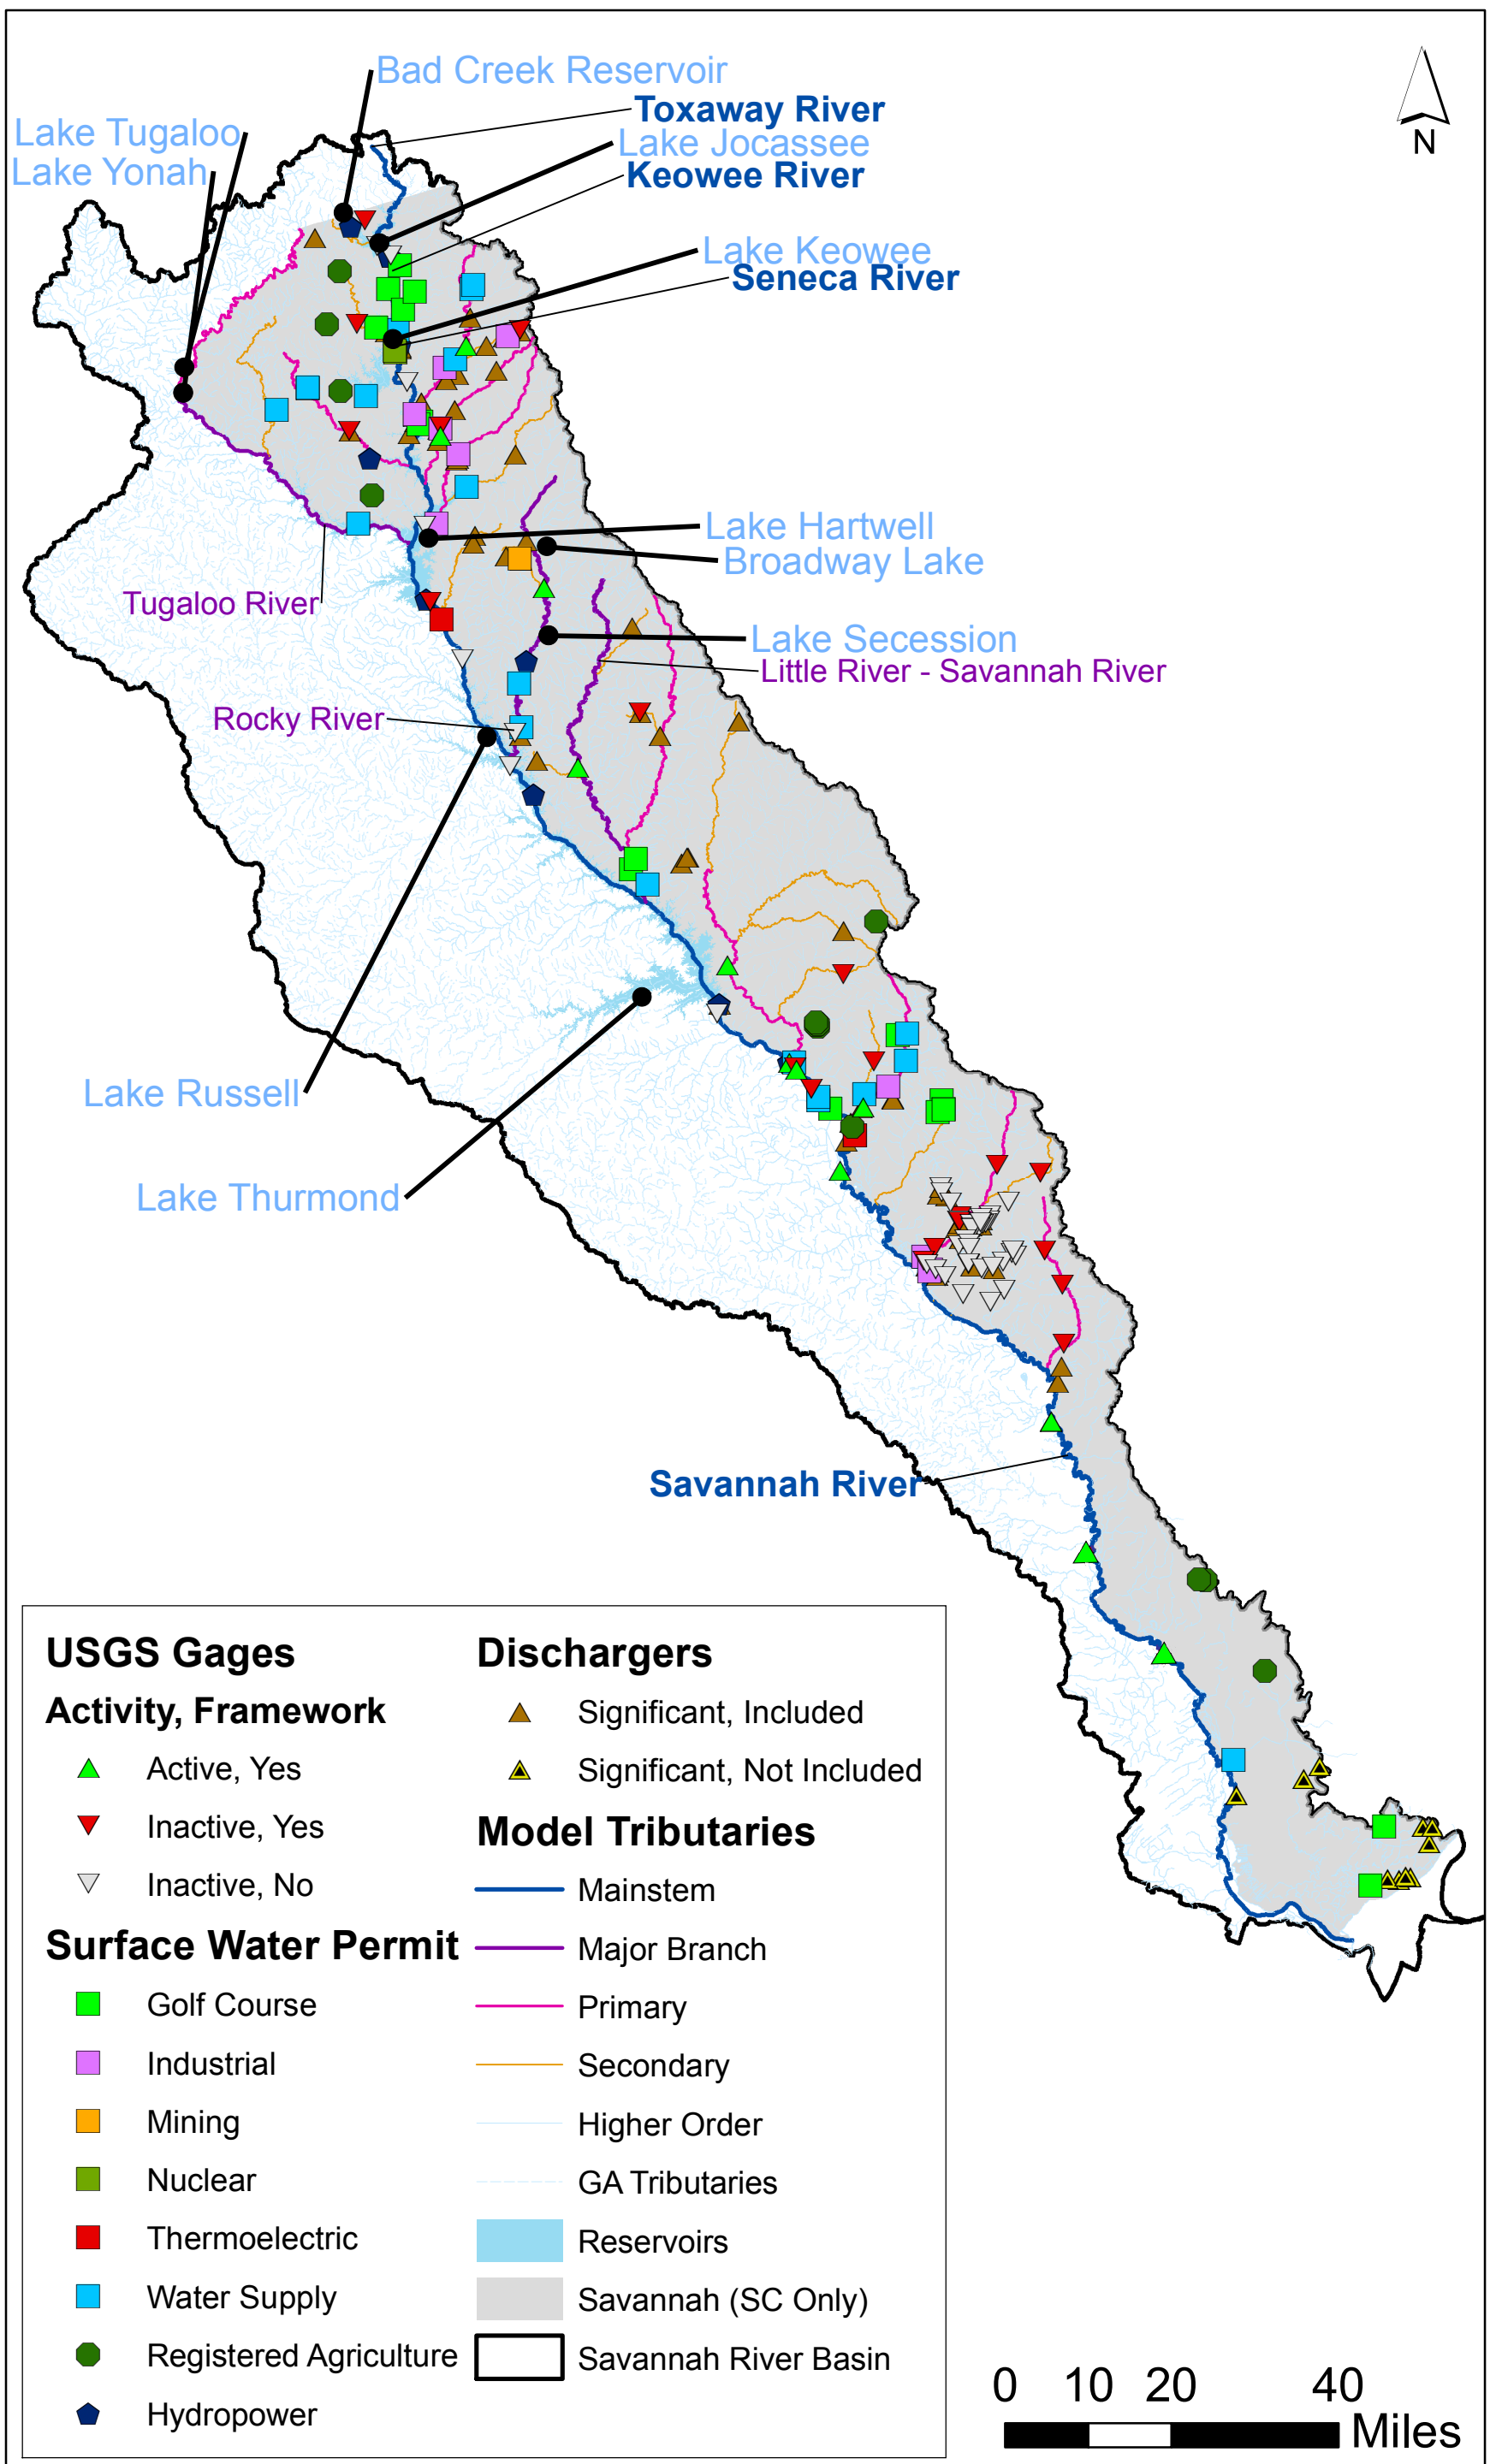 Bad Creek Reservoir
Toxaway River
Lake Tugaloo
Lake Jocassee
Lake Yonah
Keowee River
N
Lake Keowee
Seneca River
Lake Hartwell
Broadway Lake
Tugaloo River
Lake Secession
Little River - Savannah River
Rocky River
Lake Russell
Lake Thurmond
Savannah River
USGS Gages
Activity, Framework
Active, Yes
Inactive, Yes
Inactive, No
Surface Water Permit
Golf Course
Industrial
Mining
Nuclear
Thermoelectric
Water Supply
Registered Agriculture
Hydropower
Dischargers
Significant, Included
Significant, Not Included
Model Tributaries
Mainstem
Major Branch
Primary
Secondary
Higher Order
GA Tributaries
Reservoirs
Savannah (SC Only)
Savannah River Basin
0 10 20 40
Miles